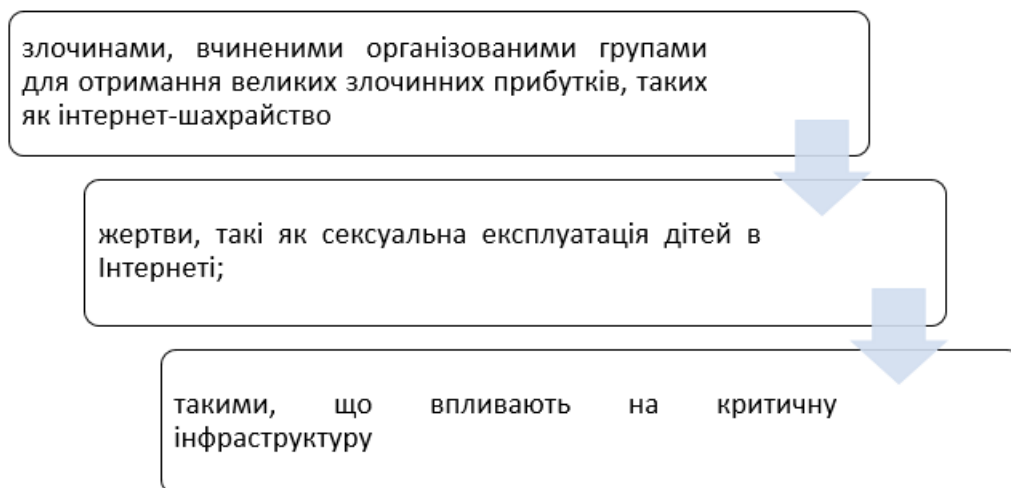 злочинами, вчиненими організованими групами
для отримання великих злочинних прибутків, таких
як інтернет-шахрайство
жертви, такі як сексуальна експлуатація дітей в
Інтернеті;
такими, що впливають на критичну
інфраструктуру